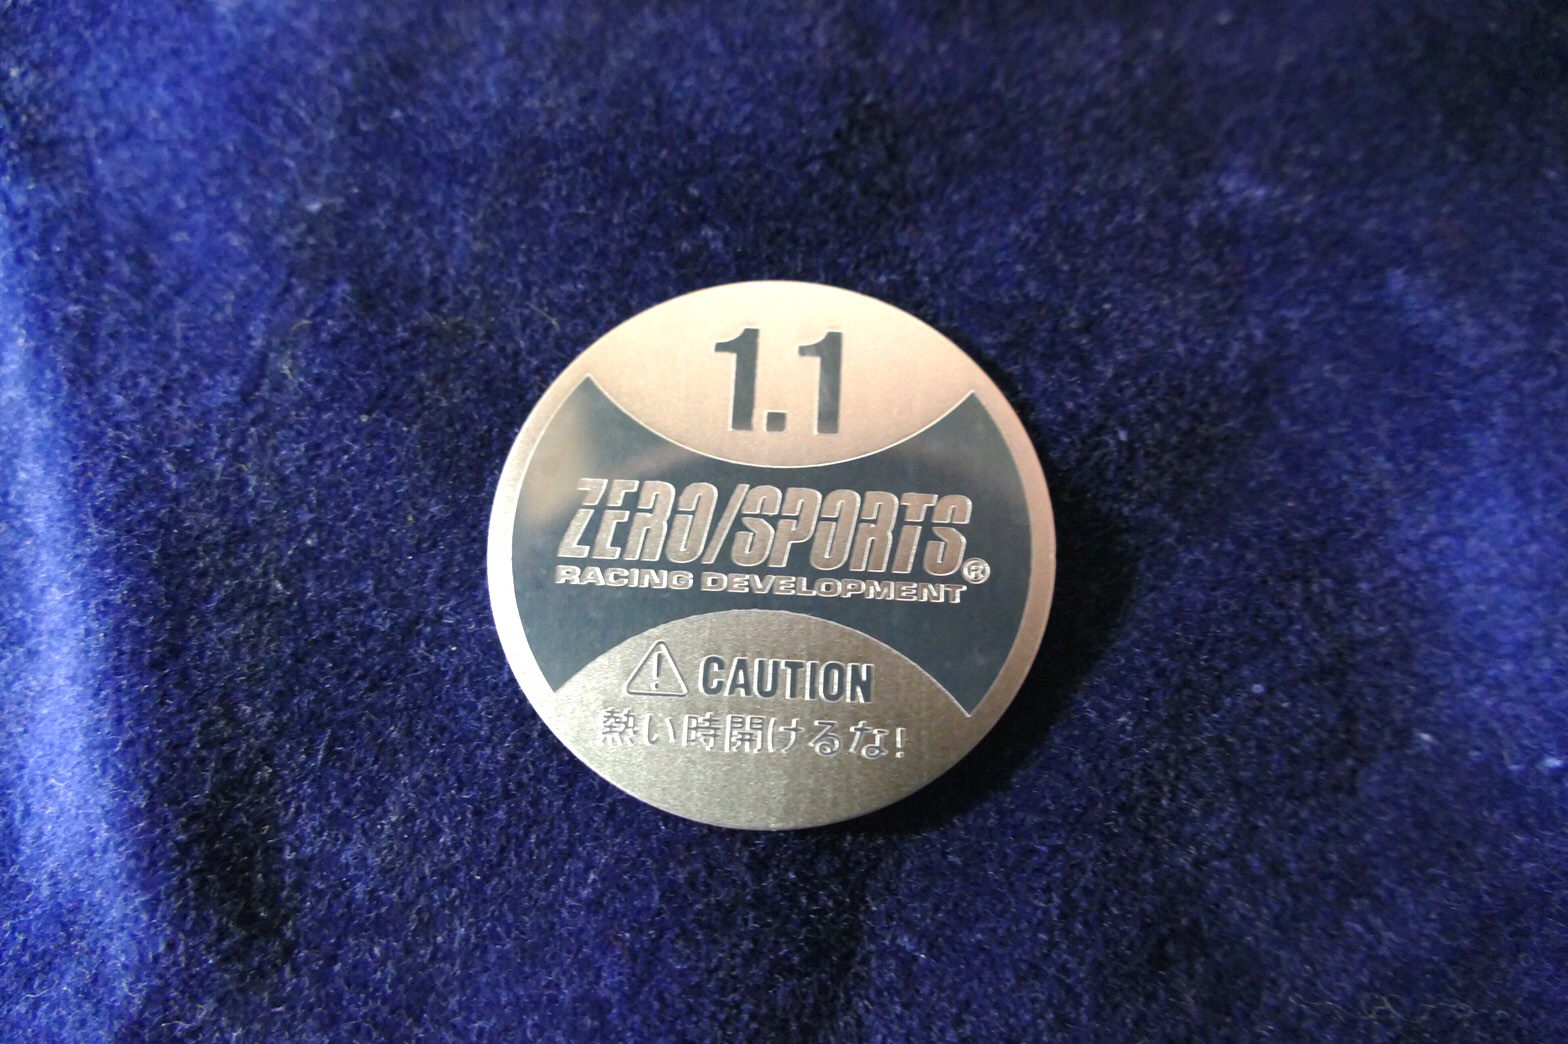 1.1
ZERO/SPORTS®
RACING DEVELOPMENT
CAUTION
熱い時開けるな!